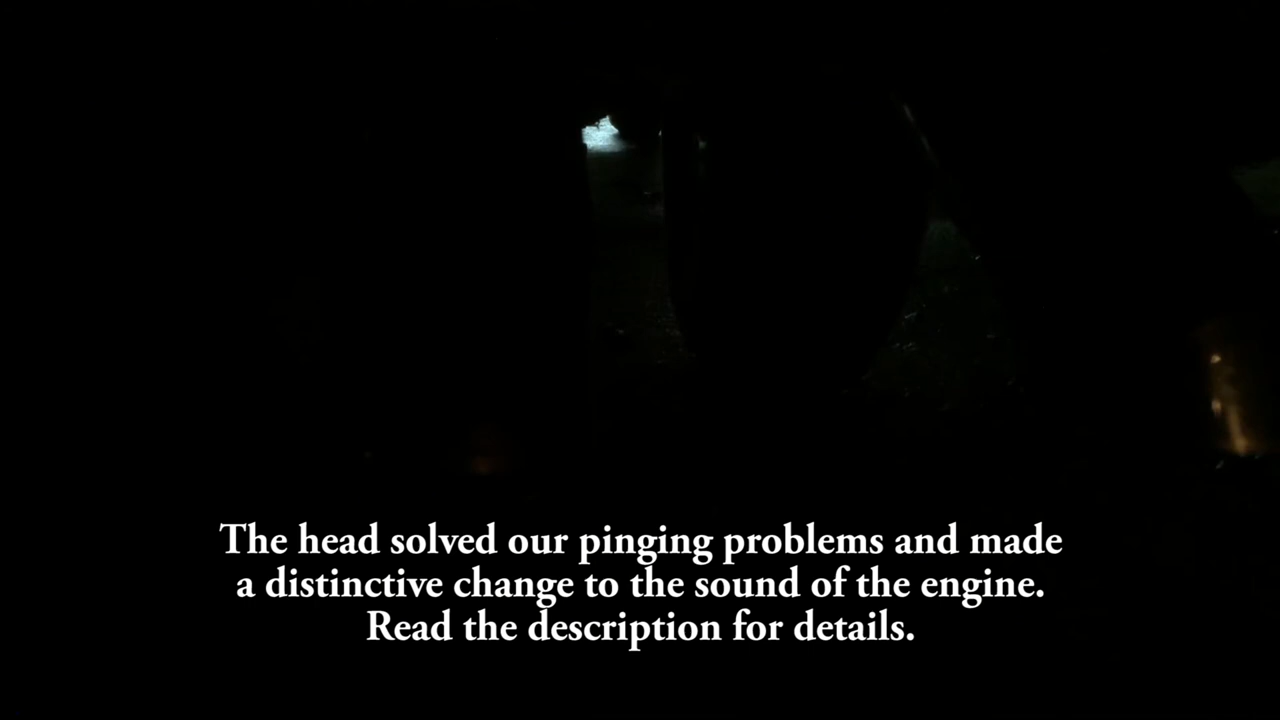 The head solved our pinging problems and made
a distinctive change to the sound of the engine.
Read the description for details.